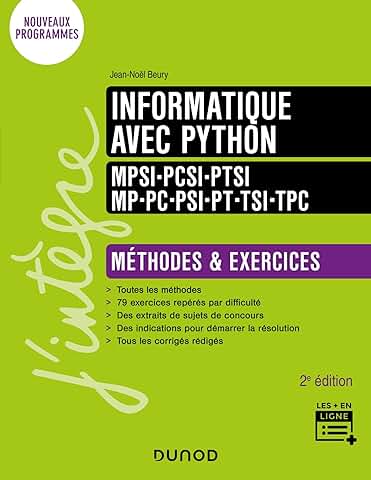 NOUVEAUX
PROGRAMMES
Jean-Noël Beury
INFORMATIQUE
AVEC PYTHON
MPSI-PCSI-PTSI
MP-PC-PSI-PT-TSI-TPC
j'intègre
MÉTHODES & EXERCICES
> Toutes les méthodes
> 79 exercices repérés par difficulté
> Des extraits de sujets de concours
> Des indications pour démarrer la résolution
> Tous les corrigés rédigés
2e édition
LES + EN
LIGNE
DUNOD